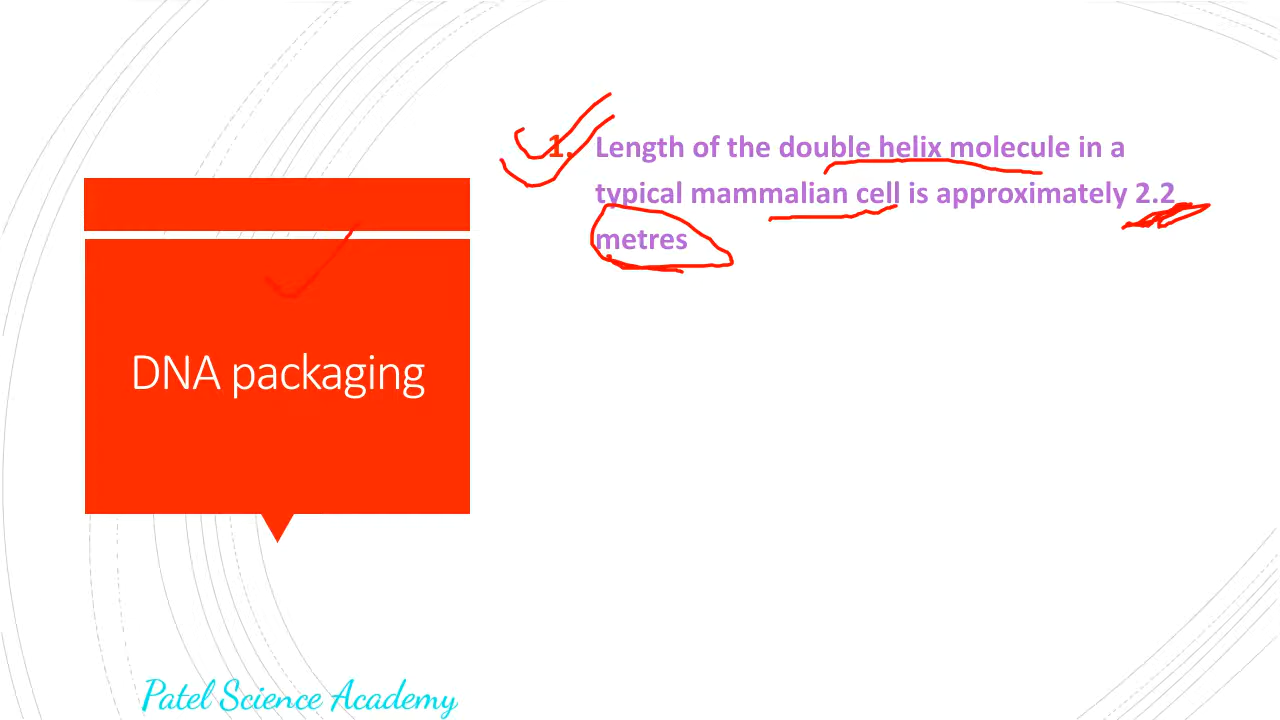 DNA packaging
1. Length of the double helix molecule in a
typical mammalian cell is approximately 2.2
metres
Patel Science Academy